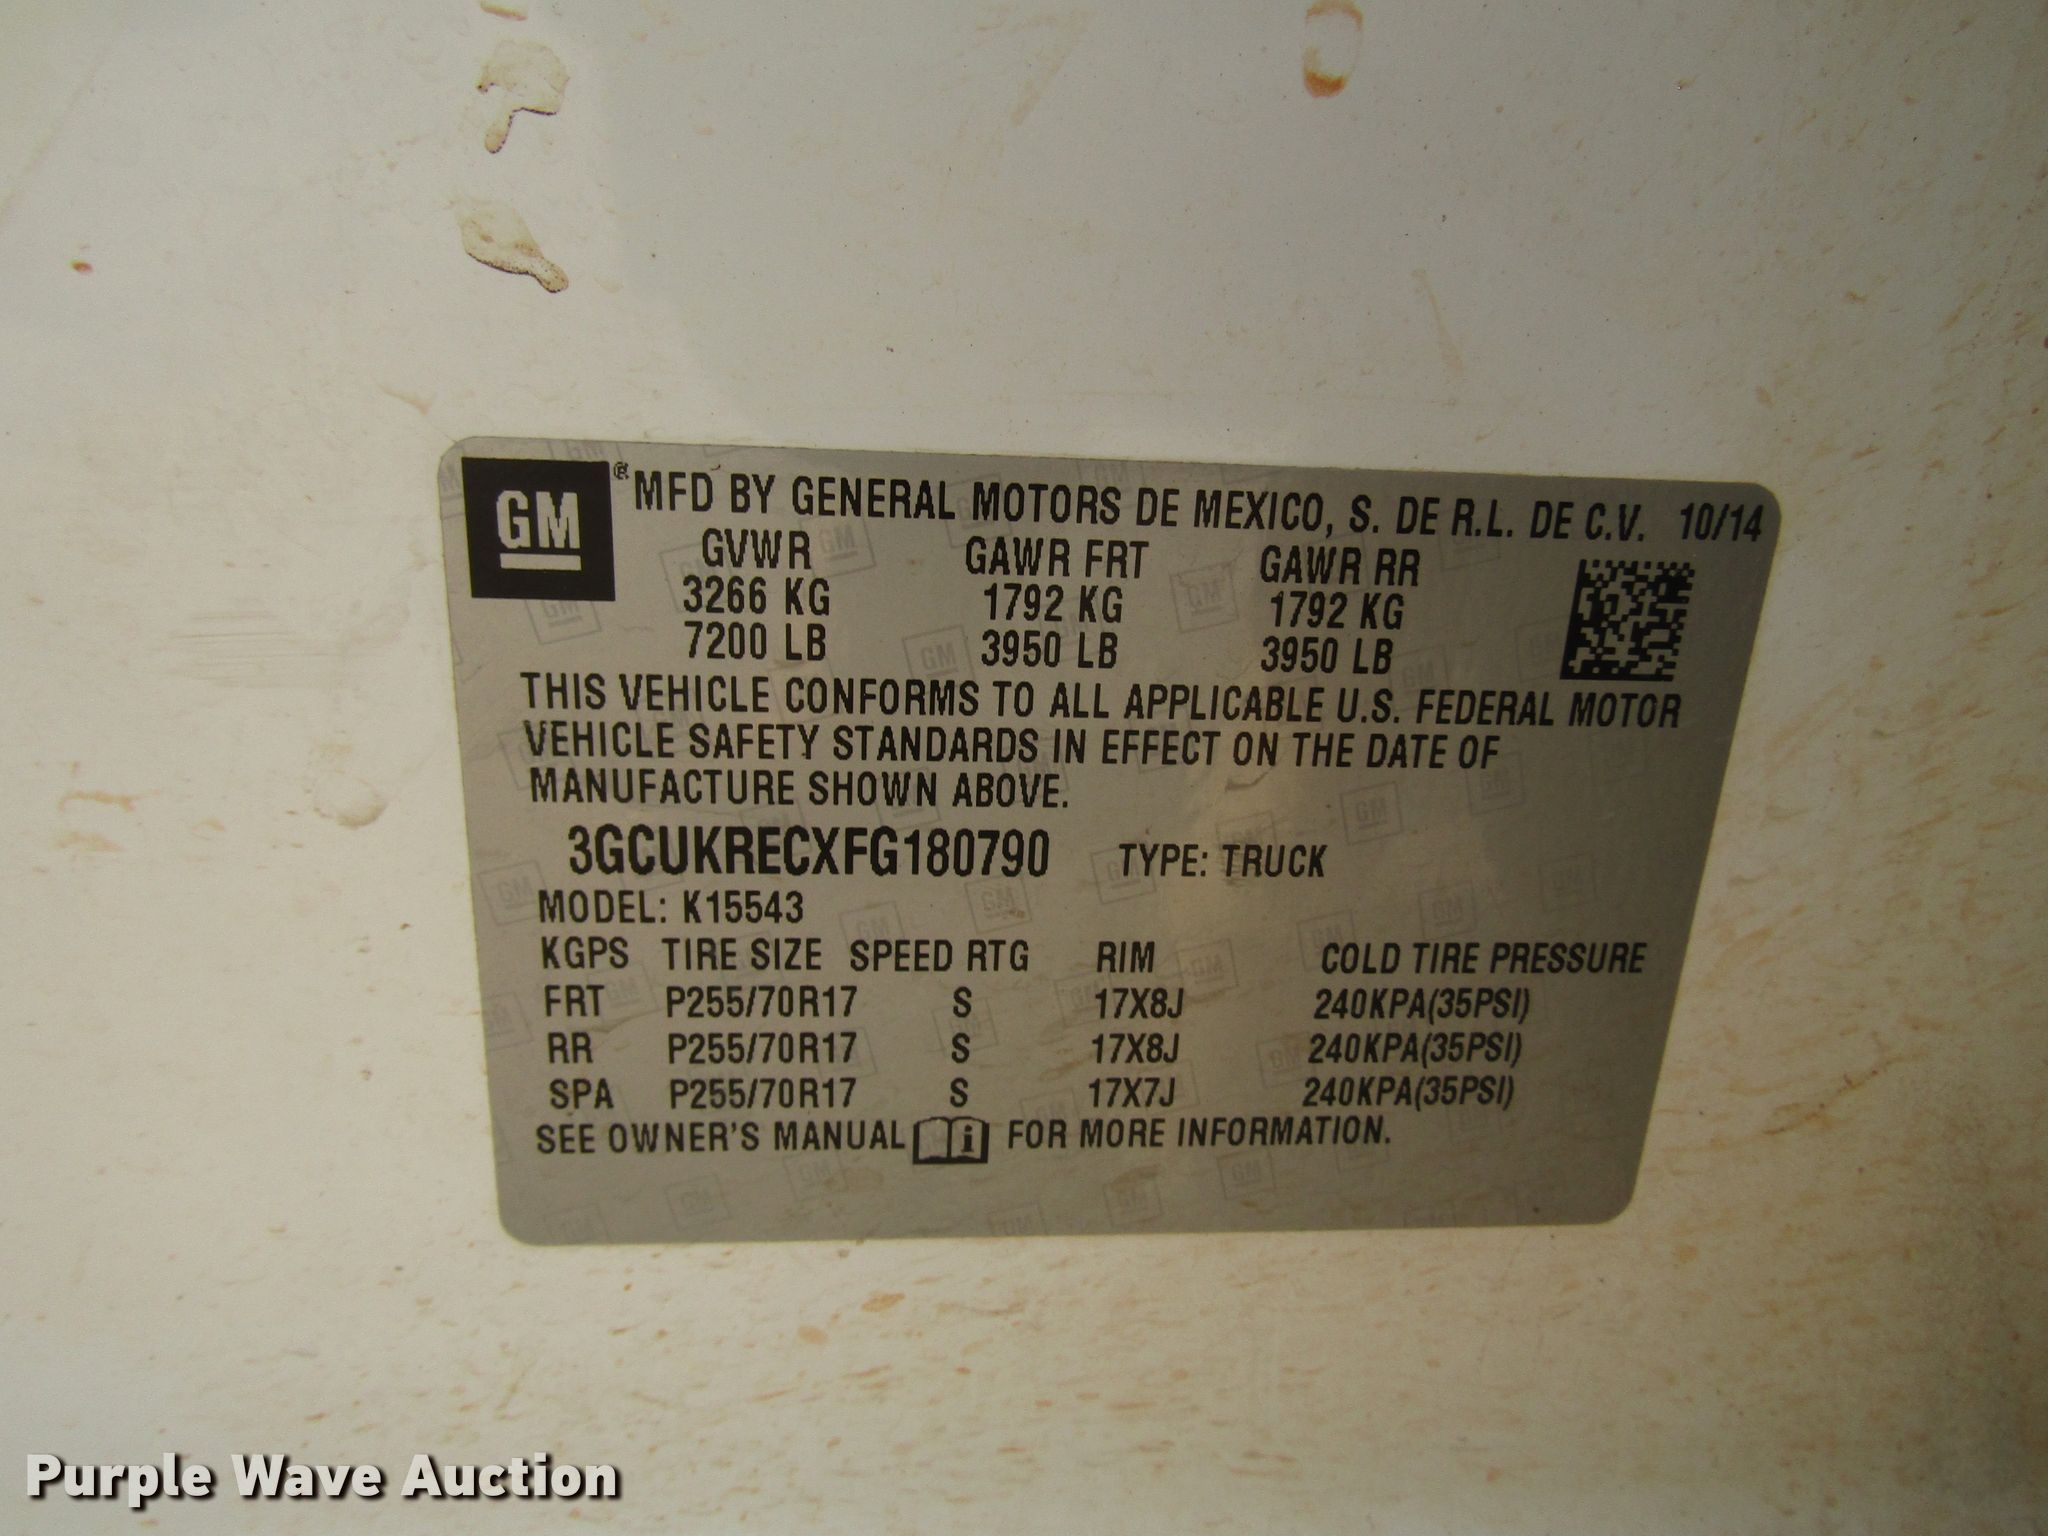 GM ® MFD BY GENERAL MOTORS DE MEXICO, S. DE R.L. DE C.V. 10/14
GVWR GAWR FRT GAWR RR
3266 KG 1792 KG 1792 KG
7200 LB 3950 LB 3950 LB
THIS VEHICLE CONFORMS TO ALL APPLICABLE U.S. FEDERAL MOTOR
VEHICLE SAFETY STANDARDS IN EFFECT ON THE DATE OF
MANUFACTURE SHOWN ABOVE.
3GCUKRECXFG180790 TYPE: TRUCK
MODEL: K15543
KGPS TIRE SIZE SPEED RTG RIM COLD TIRE PRESSURE
FRT P255/70R17 S 17X8J 240KPA(35PSI)
RR P255/70R17 S 17X8J 240KPA(35PSI)
SPA P255/70R17 S 17X7J 240KPA(35PSI)
SEE OWNER'S MANUAL i FOR MORE INFORMATION.
Purple Wave Auction